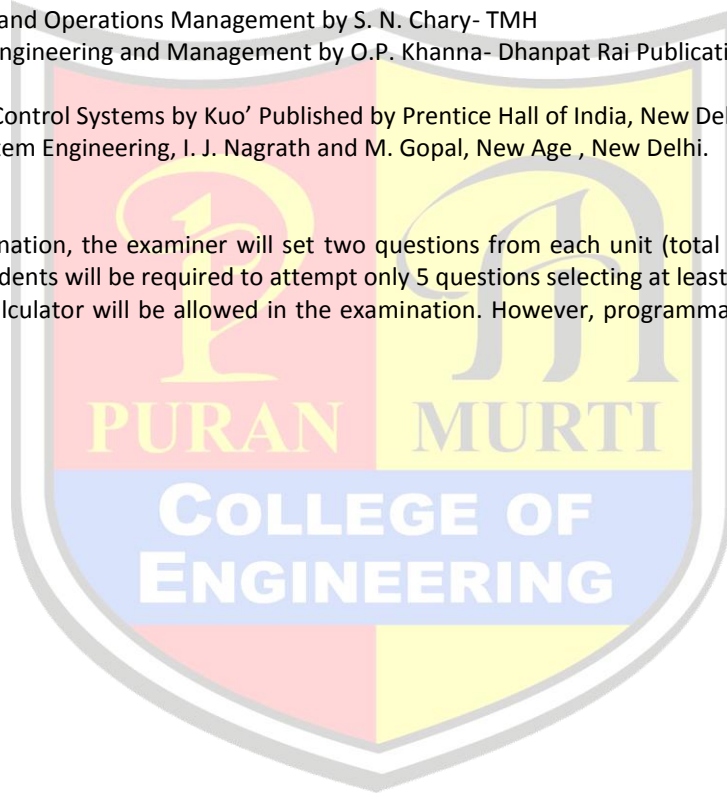 and Operations Management by S. N. Chary- TMH
ngineering and Management by O.P. Khanna- Dhanpat Rai Publicati
Control Systems by Kuo’ Published by Prentice Hall of India, New Del
tem Engineering, I. J. Nagrath and M. Gopal, New Age , New Delhi.
nation, the examiner will set two questions from each unit (total
dents will be required to attempt only 5 questions selecting at least
lculator will be allowed in the examination. However, programma
PURAN MURTI
COLLEGE OF
ENGINEERING